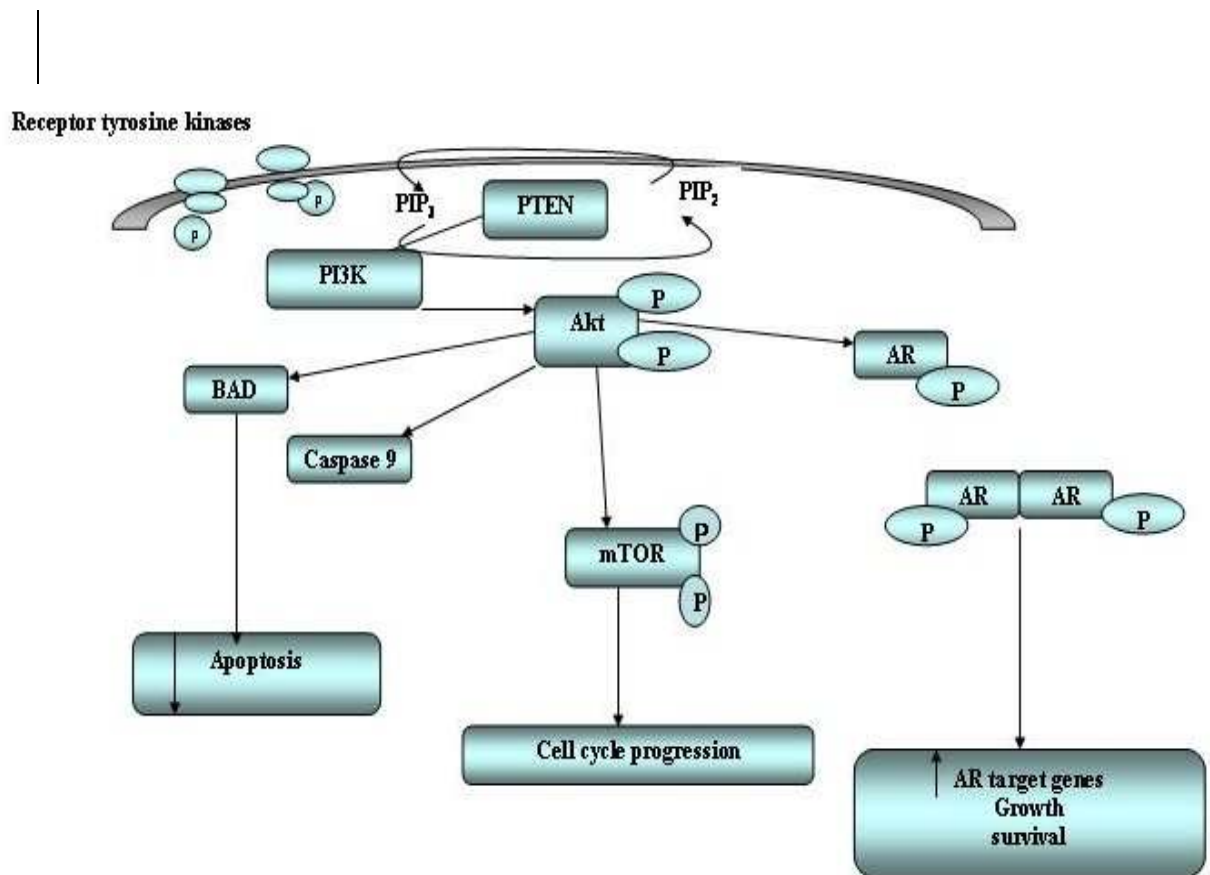 Receptor tyrosine kinases
p
p
PIP3
PTEN
PIP2
PI3K
Akt
P
P
AR
P
BAD
Caspase 9
AR AR
P
P
mTOR
p
P
Apoptosis
Cell cycle progression
AR target genes
Growth
survival